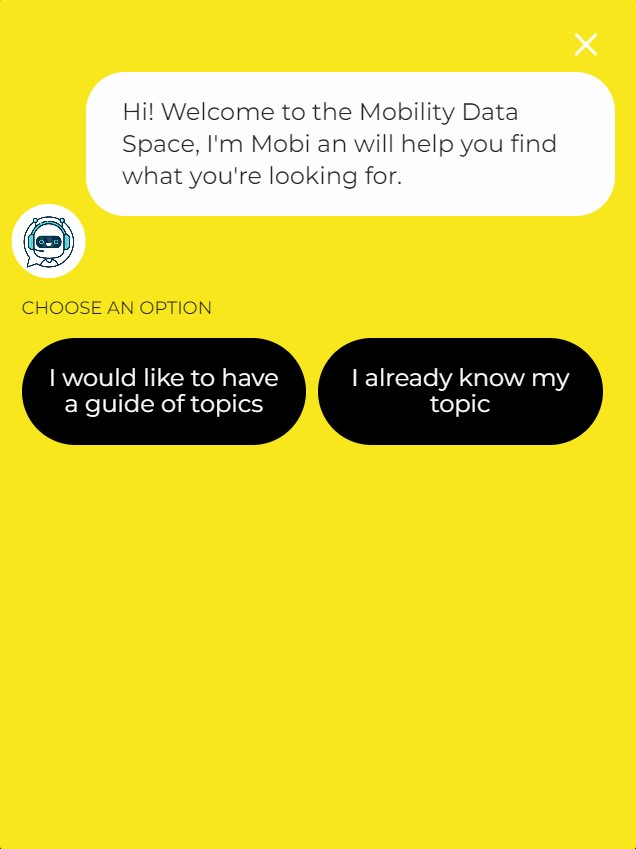 Hi! Welcome to the Mobility Data
Space, I'm Mobi an will help you find
what you're looking for.
CHOOSE AN OPTION
I would like to have
a guide of topics
I already know my
topic